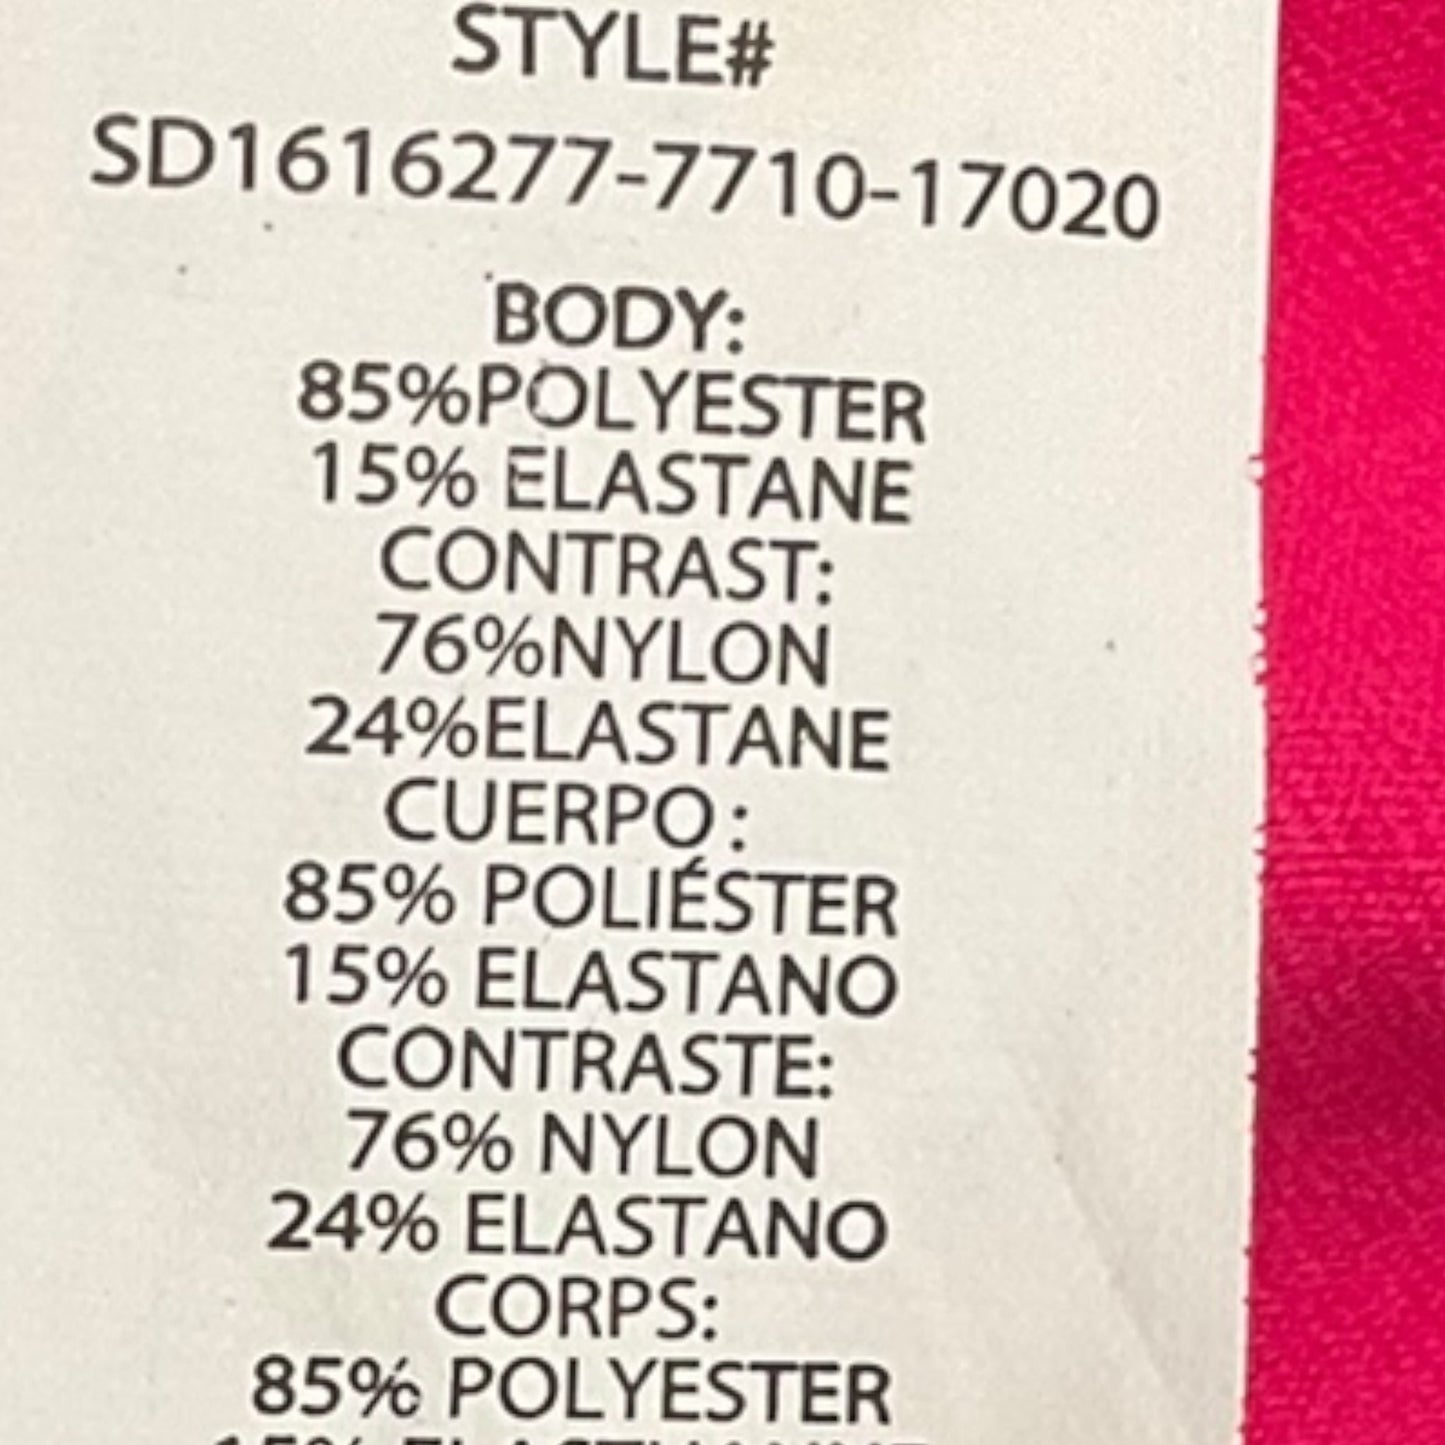 STYLE#
SD1616277-7710-17020
BODY:
85%POLYESTER
15% ELASTANE
CONTRAST:
76%NYLON
24%ELASTANE
CUERPO:
85% POLIÉSTER
15% ELASTANO
CONTRASTE:
76% NYLON
24% ELASTANO
CORPS:
85% POLYESTER